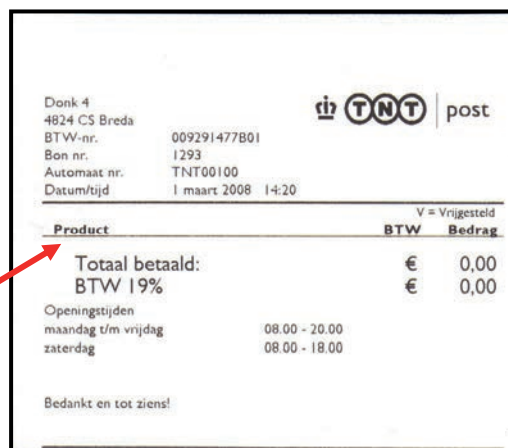 TNT post
Donk 4
4824 CS Breda
BTW-nr. 009291477B01
Bon nr. 1293
Automaat nr. TNT00100
Datum/tijd 1 maart 2008 14:20
V = Vrijgesteld
Product BTW Bedrag
Totaal betaald: € 0,00
BTW 19% € 0,00
Openingstijden
maandag t/m vrijdag 08.00 - 20.00
zaterdag 08.00 - 18.00
Bedankt en tot ziens!